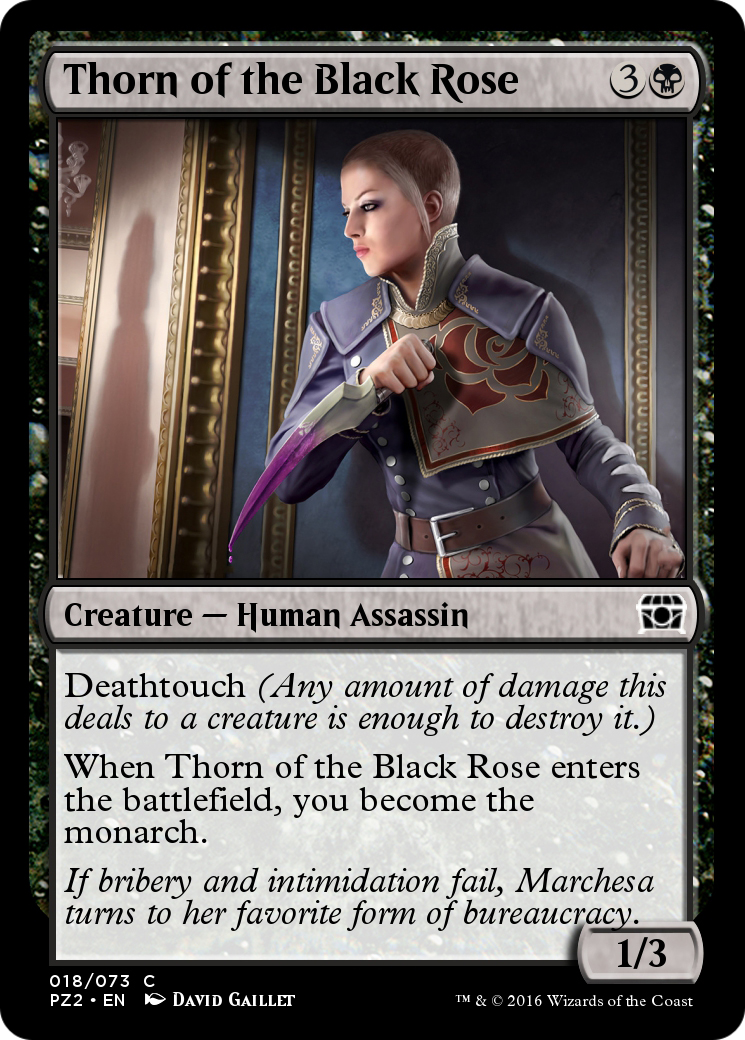 Thorn of the Black Rose 3
Creature — Human Assassin
Deathtouch (Any amount of damage this
deals to a creature is enough to destroy it.)
When Thorn of the Black Rose enters
the battlefield, you become the
monarch.
If bribery and intimidation fail, Marchesa
turns to her favorite form of bureaucracy.
1/3
018/073 C
PZ2 • EN David Gaillet
™ & © 2016 Wizards of the Coast